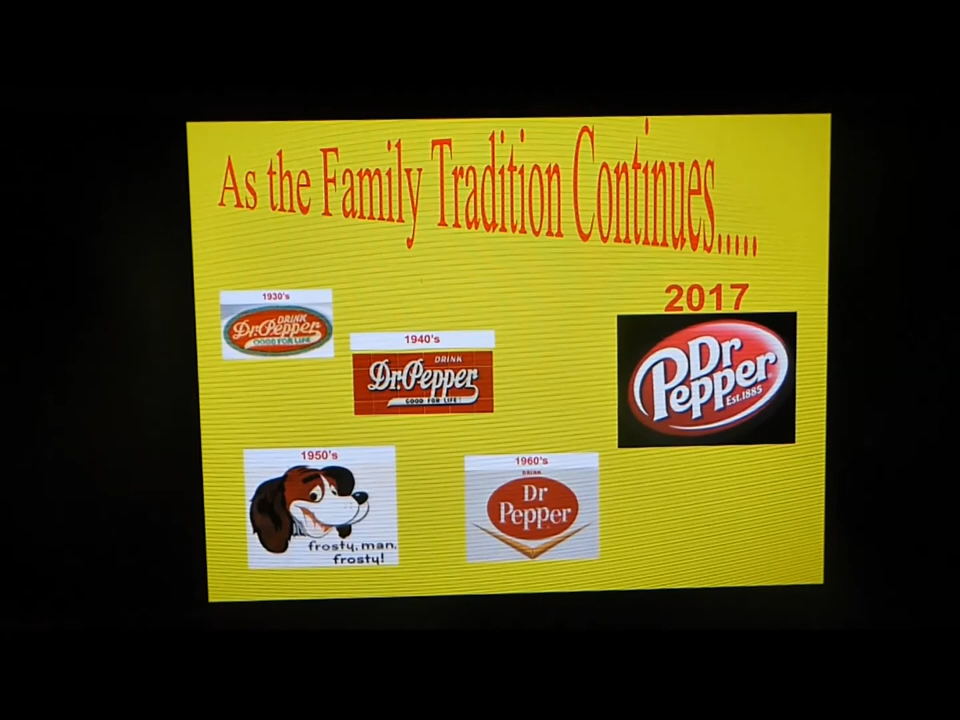 As the Family Tradition Continues.....
2017
1930's
DRINK
Dr.Pepper
GOOD FOR LIFE
1940's
DRINK
Dr.Pepper
GOOD FOR LIFE!
Dr
Pepper
Est.1885
1950's
frosty, man,
frosty!
1960's
DRINK
Dr
Pepper